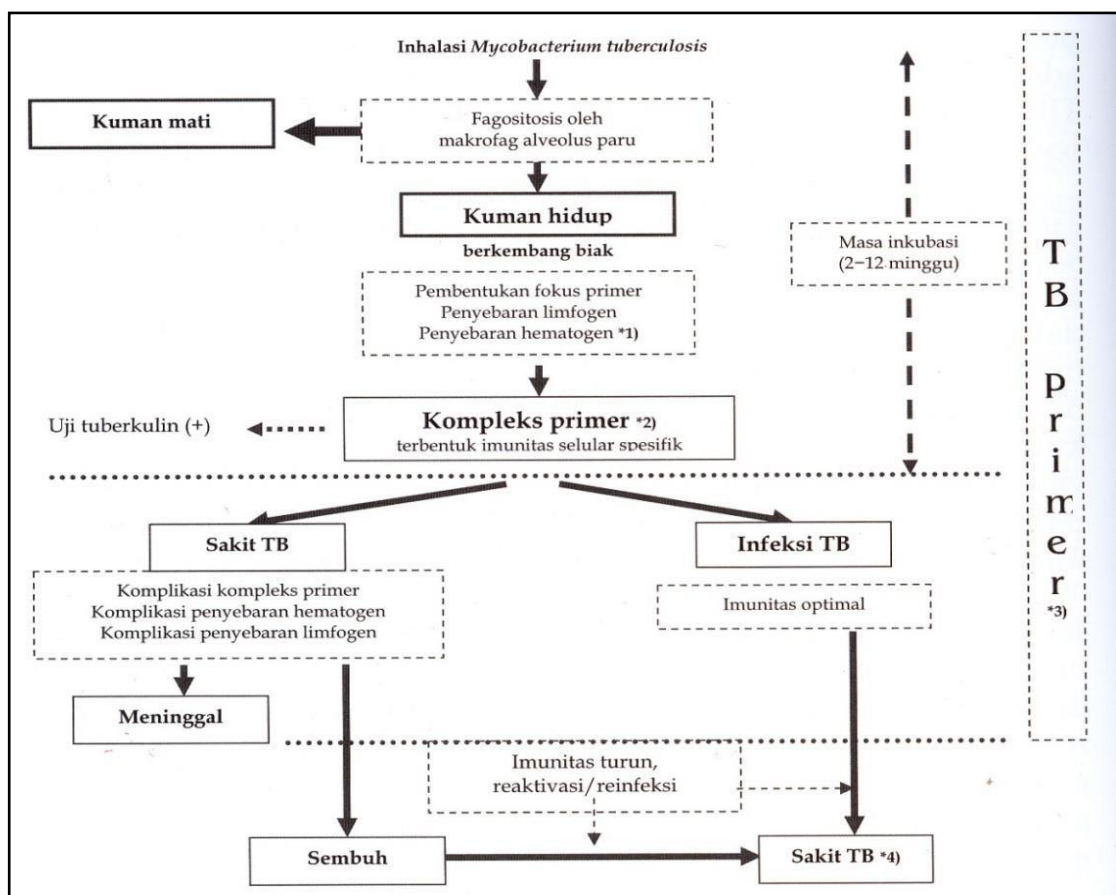 Inhalasi Mycobacterium tuberculosis
Kuman mati
Fagositosis oleh
makrofag alveolus paru
Kuman hidup
berkembang biak
Masa inkubasi
(2−12 minggu)
Pembentukan fokus primer
Penyebaran limfogen
Penyebaran hematogen *1)
Uji tuberkulin (+)
Kompleks primer *2)
terbentuk imunitas selular spesifik
TB primer *3)
Sakit TB
Infeksi TB
Komplikasi kompleks primer
Komplikasi penyebaran hematogen
Komplikasi penyebaran limfogen
Imunitas optimal
Meninggal
Imunitas turun,
reaktivasi/reinfeksi
Sembuh
Sakit TB *4)